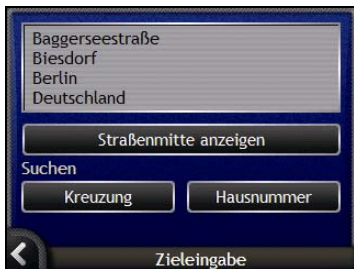 Baggerseestraße
Biesdorf
Berlin
Deutschland
Straßenmitte anzeigen
Suchen
Kreuzung Hausnummer
Zieleingabe